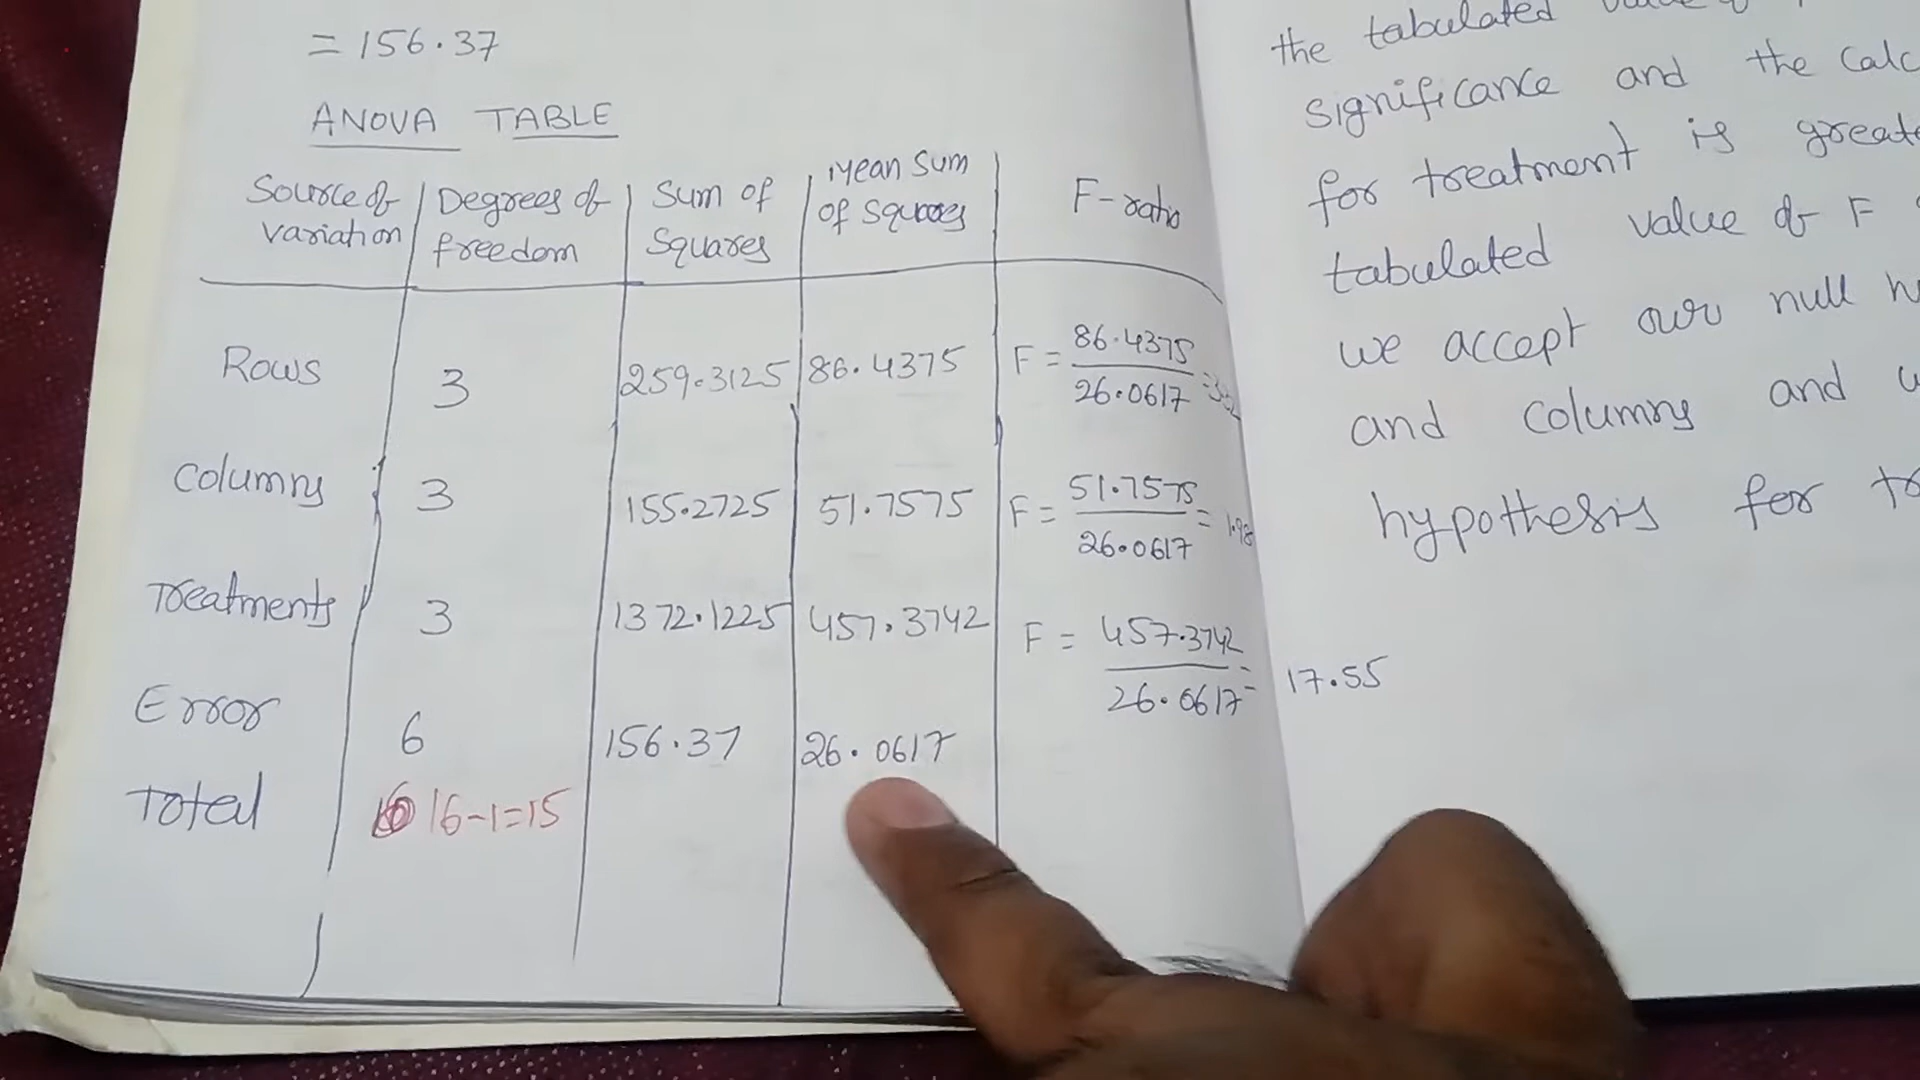 = 156.37
ANOVA TABLE
Source of variation | Degrees of freedom | Sum of Squares | Mean Sum of Squares | F-ratio
Rows | 3 | 259.3125 | 86.4375 | F = 86.4375 / 26.0617 =
Columns | 3 | 155.2725 | 51.7575 | F = 51.7575 / 26.0617 = 1.98
Treatments | 3 | 1372.1225 | 457.3742 | F = 457.3742 / 26.0617 = 17.55
Error | 6 | 156.37 | 26.0617
Total | 16-1=15
the tabulated
significance and the Calc
for treatment is greate
tabulated value of F
we accept our null h
and columns and
hypothesis for tr